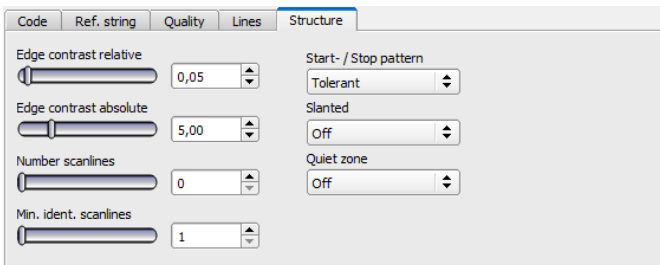 Code Ref. string Quality Lines Structure
Edge contrast relative
0,05
Edge contrast absolute
5,00
Number scanlines
0
Min. ident. scanlines
1
Start- / Stop pattern
Tolerant
Slanted
Off
Quiet zone
Off